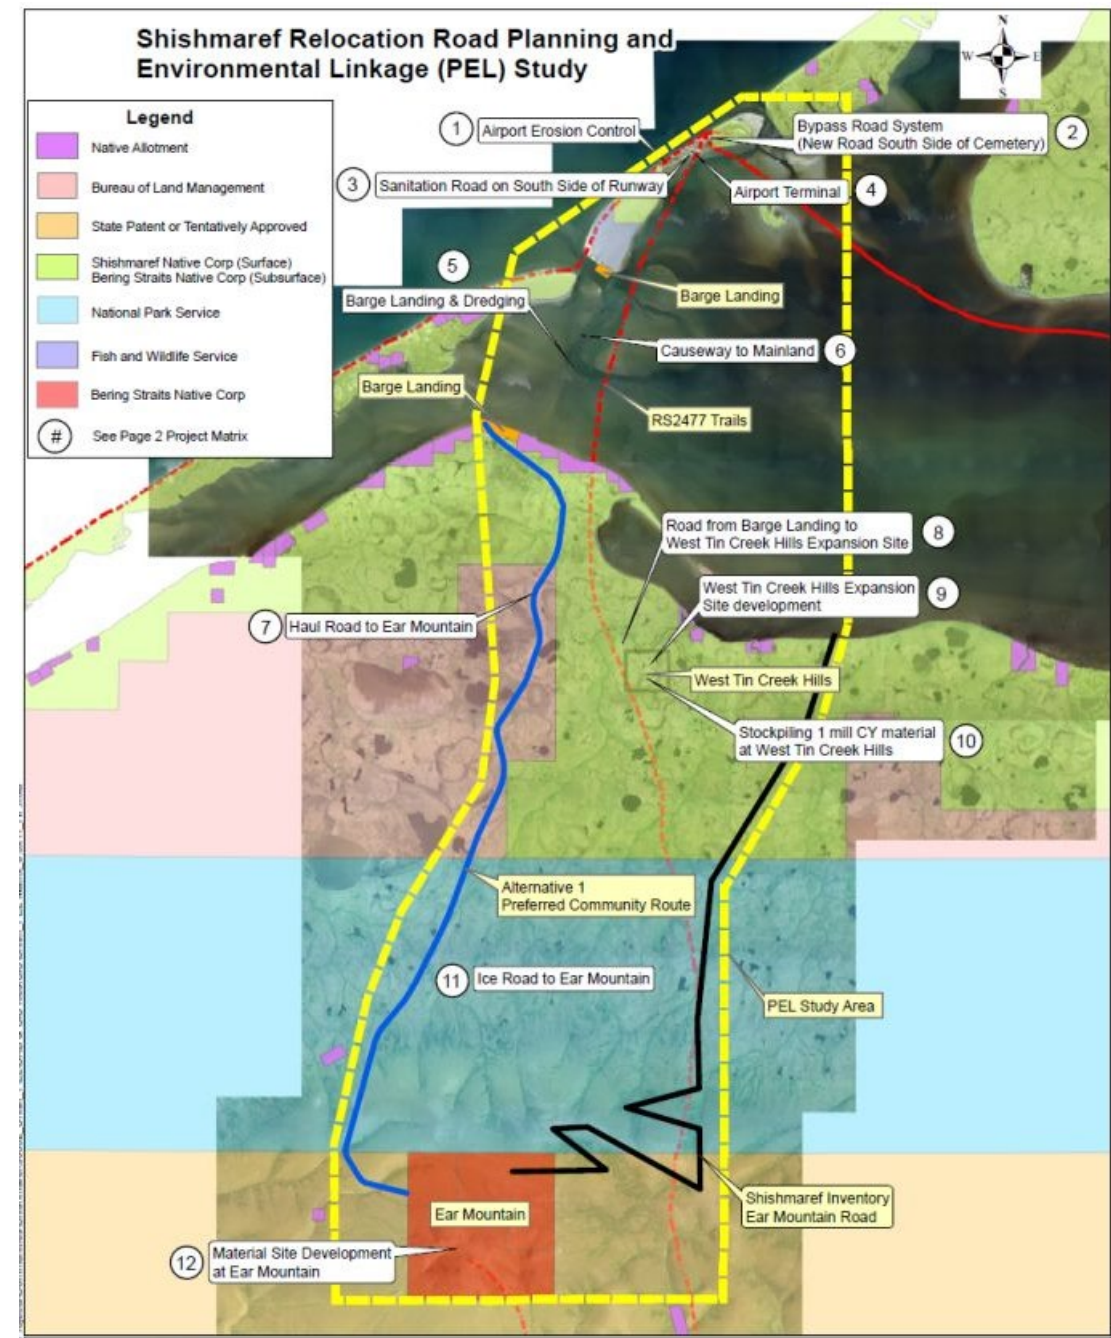 Shishmaref Relocation Road Planning and
Environmental Linkage (PEL) Study
N
W
E
S
Legend
Native Allotment
Bureau of Land Management
State Patent or Tentatively Approved
Shishmaref Native Corp (Surface)
Bering Straits Native Corp (Subsurface)
National Park Service
Fish and Wildlife Service
Bering Straits Native Corp
# See Page 2 Project Matrix
1 Airport Erosion Control
Bypass Road System
(New Road South Side of Cemetery)
2
3 Sanitation Road on South Side of Runway
Airport Terminal 4
5
Barge Landing & Dredging
Barge Landing
Causeway to Mainland 6
Barge Landing
RS2477 Trails
Road from Barge Landing to
West Tin Creek Hills Expansion Site
8
West Tin Creek Hills Expansion
Site development
9
7 Haul Road to Ear Mountain
West Tin Creek Hills
Stockpiling 1 mill CY material
at West Tin Creek Hills
10
Alternative 1
Preferred Community Route
11 Ice Road to Ear Mountain
PEL Study Area
Shishmaref Inventory
Ear Mountain Road
Ear Mountain
12
Material Site Development
at Ear Mountain